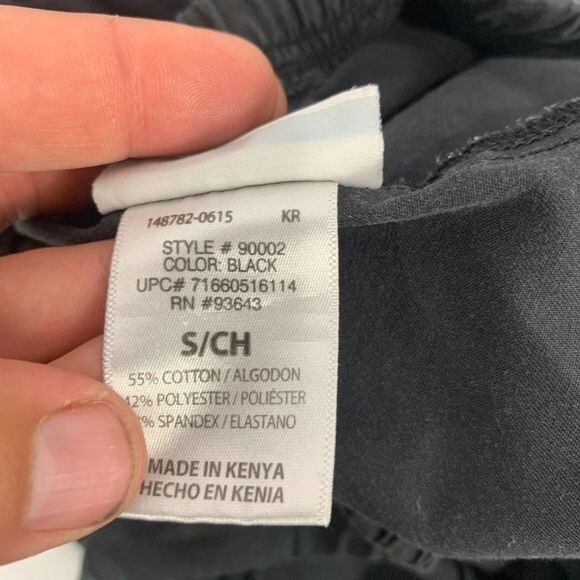 148782-0615 KR
STYLE # 90002
COLOR: BLACK
UPC# 71660516114
RN #93643
S/CH
55% COTTON / ALGODON
42% POLYESTER / POLIÉSTER
% SPANDEX / ELASTANO
MADE IN KENYA
HECHO EN KENIA